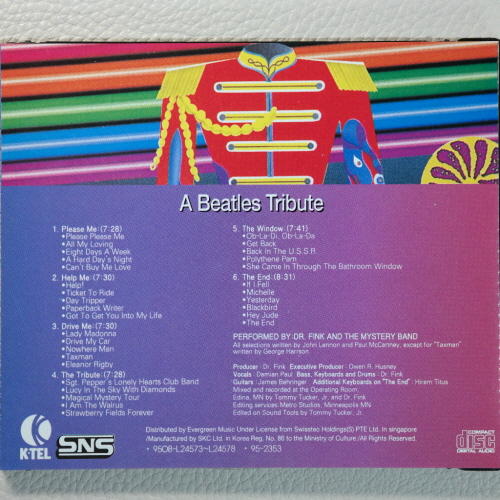 A Beatles Tribute
1. Please Me (7:28)
•Please Please Me
•All My Loving
•Eight Days A Week
•A Hard Day's Night
•Can't Buy Me Love
2. Help Me (7:30)
•Help!
•Ticket To Ride
•Day Tripper
•Paperback Writer
•Got To Get You Into My Life
3. Drive Me (7:30)
•Lady Madonna
•Drive My Car
•Nowhere Man
•Taxman
•Eleanor Rigby
4. The Tribute (7:28)
•Sgt. Pepper's Lonely Hearts Club Band
•Lucy In The Sky With Diamonds
•Magical Mystery Tour
•I Am The Walrus
•Strawberry Fields Forever
5. The Window (7:41)
•Ob-La-Di, Ob-La-Da
•Get Back
•Back In The U.S.S.R.
•Polythene Pam
•She Came In Through The Bathroom Window
6. The End (8:31)
•If I Fell
•Michelle
•Yesterday
•Blackbird
•Hey Jude
•The End
PERFORMED BY:DR. FINK AND THE MYSTERY BAND
All selections written by John Lennon and Paul McCartney, except for "Taxman"
written by George Harrison
Producer : Dr. Fink Executive Producer : Owen R. Husney
Vocals : Damian Paul Bass, Keyboards and Drums : Dr. Fink
Guitars : James Behringer Additional Keyboards on "The End" : Hiram Titus
Mixed and recorded at the Operating Room,
Edina, MN by Tommy Tucker, Jr. and Dr. Fink
Editing services: Metro Studios, Minneapolis MN
Edited on Sound Tools by Tommy Tucker, Jr.
K-TEL
SNS
Distributed by Evergreen Music Under License from Swisstec Holdings(S) PTE Ltd. In singapore
/Manufactured by SKC Ltd. in Korea Reg. No. 86 to the Ministry of Culture/All Rights Reserved.
• 9508-L24573~L24578 • 95-2353
COMPACT
disc
DIGITAL AUDIO